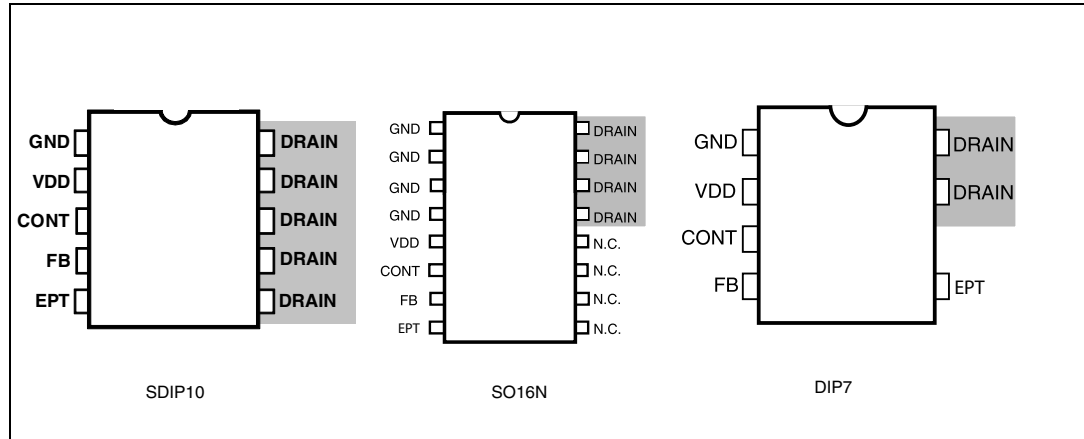 GND DRAIN
VDD DRAIN
CONT DRAIN
FB DRAIN
EPT DRAIN
SDIP10
GND DRAIN
GND DRAIN
GND DRAIN
GND DRAIN
VDD N.C.
CONT N.C.
FB N.C.
EPT N.C.
SO16N
GND DRAIN
VDD DRAIN
CONT
FB EPT
DIP7